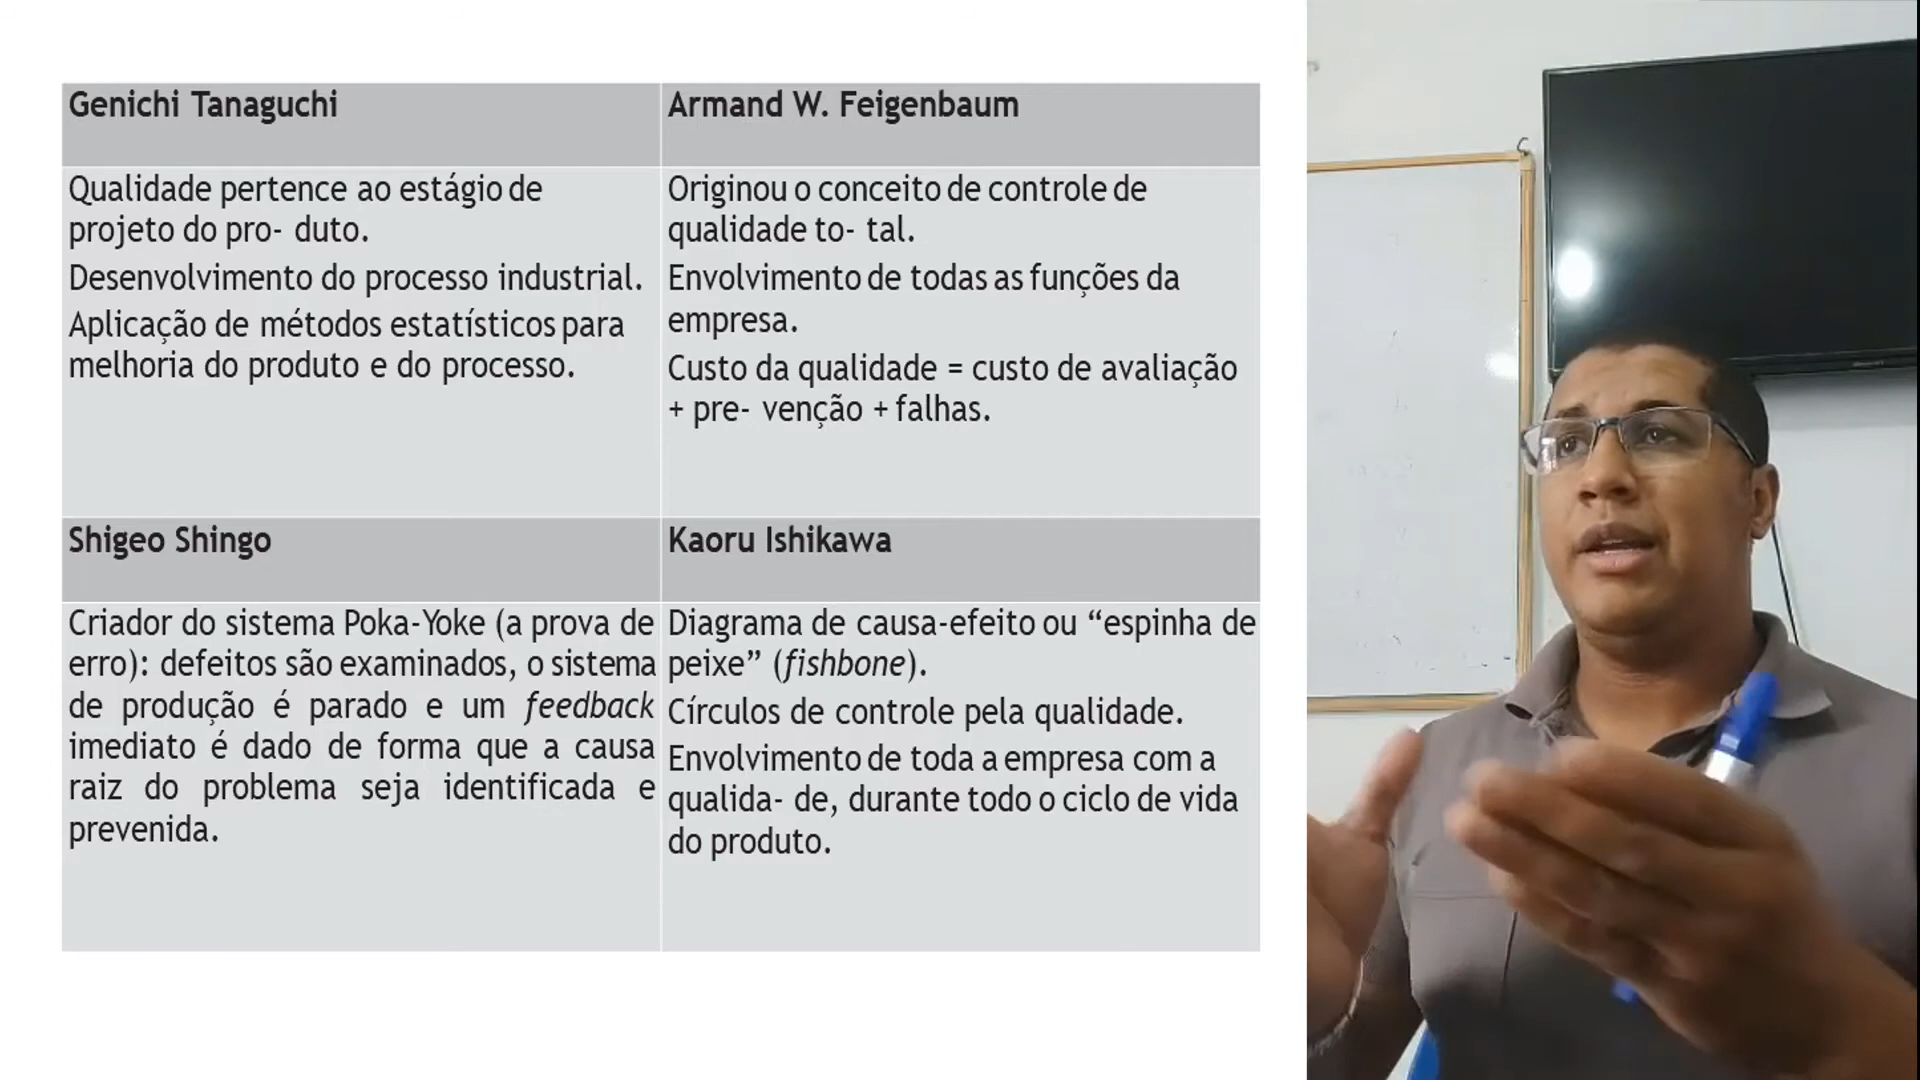 Genichi Tanaguchi
Armand W. Feigenbaum
Qualidade pertence ao estágio de
projeto do pro- duto.
Desenvolvimento do processo industrial.
Aplicação de métodos estatísticos para
melhoria do produto e do processo.
Originou o conceito de controle de
qualidade to- tal.
Envolvimento de todas as funções da
empresa.
Custo da qualidade = custo de avaliação
+ pre- venção + falhas.
Shigeo Shingo
Kaoru Ishikawa
Criador do sistema Poka-Yoke (a prova de
erro): defeitos são examinados, o sistema
de produção é parado e um feedback
imediato é dado de forma que a causa
raiz do problema seja identificada e
prevenida.
Diagrama de causa-efeito ou “espinha de
peixe” (fishbone).
Círculos de controle pela qualidade.
Envolvimento de toda a empresa com a
qualida- de, durante todo o ciclo de vida
do produto.